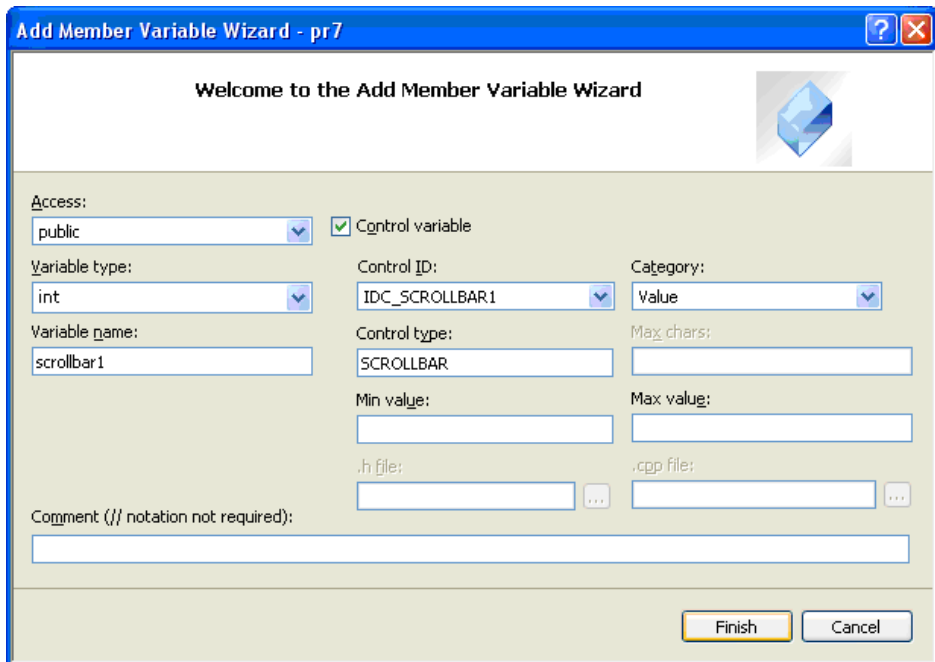 Add Member Variable Wizard - pr7
Welcome to the Add Member Variable Wizard
Access:
public
Control variable
Variable type:
Control ID:
Category:
int
IDC_SCROLLBAR1
Value
Variable name:
Control type:
Max chars:
scrollbar1
SCROLLBAR
Min value:
Max value:
.h file:
.cpp file:
...
...
Comment (// notation not required):
Finish
Cancel